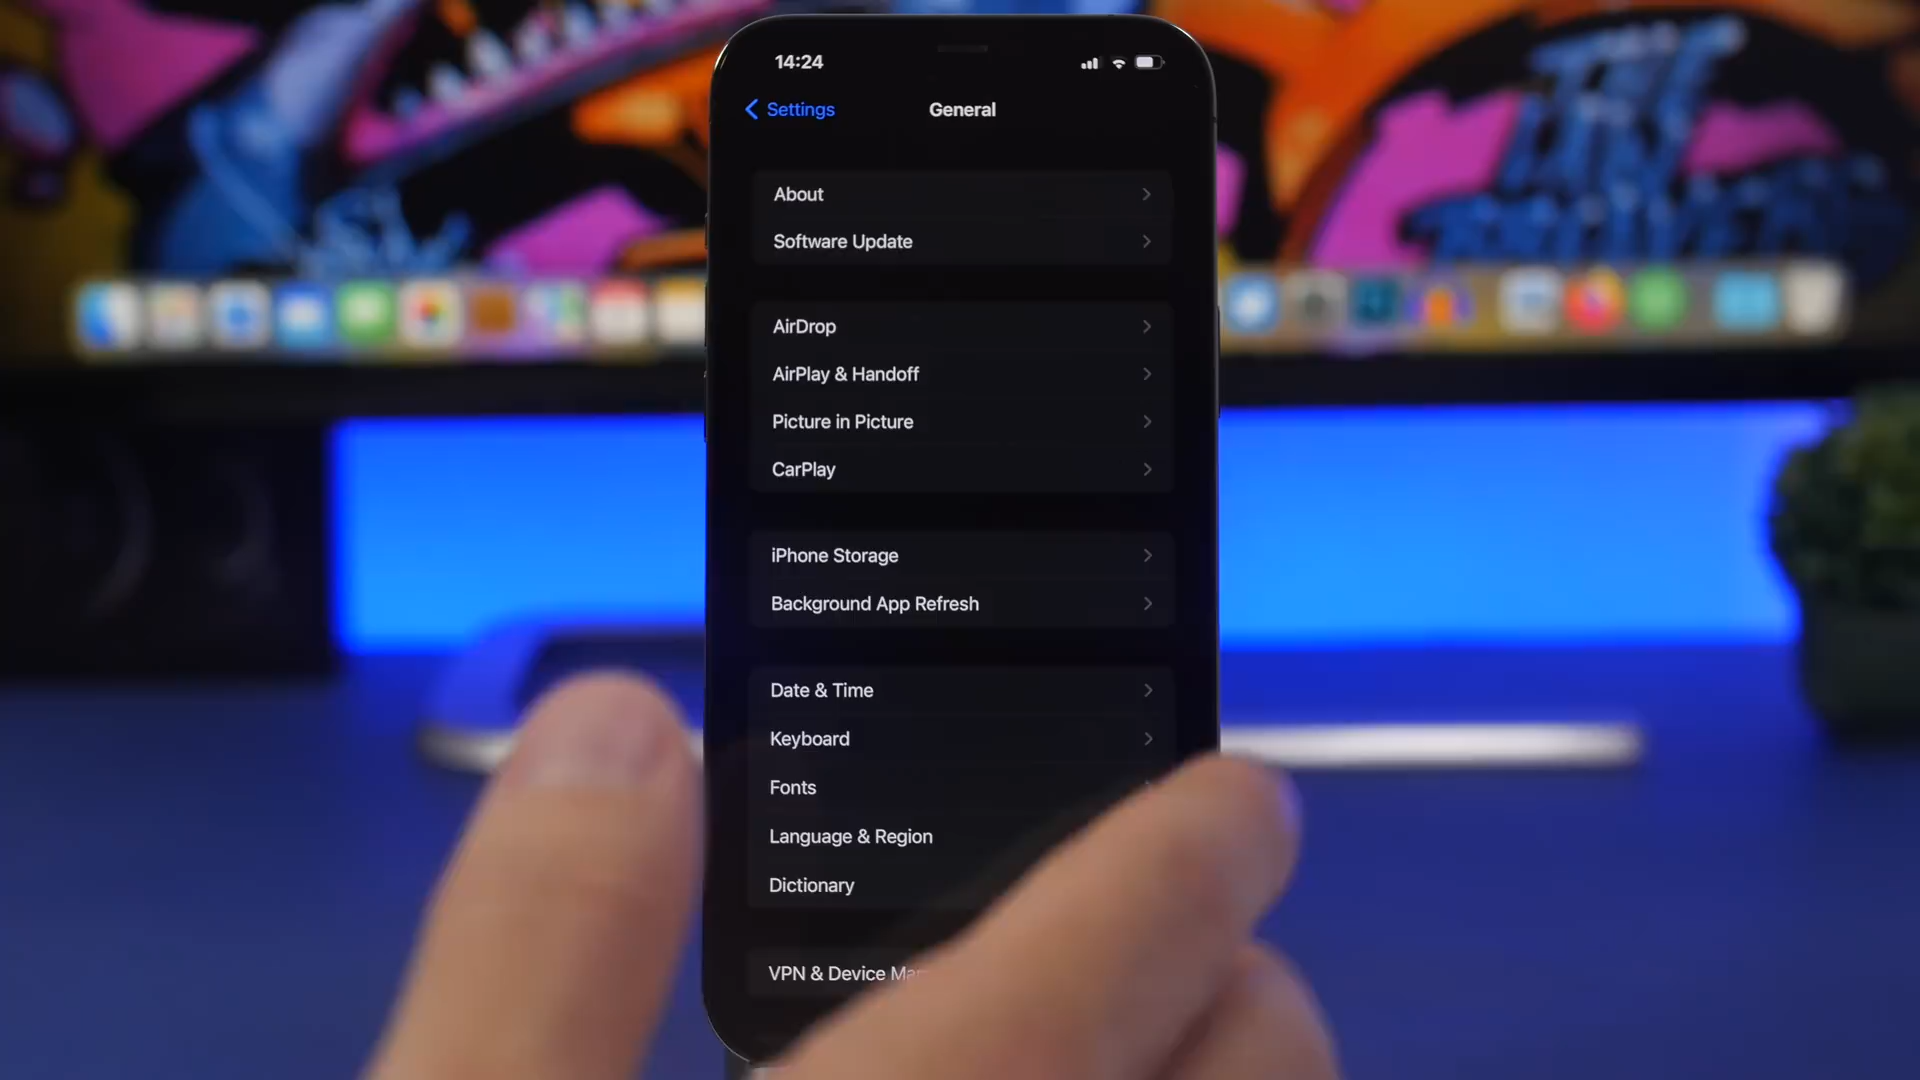 14:24
Settings
General
About
Software Update
AirDrop
AirPlay & Handoff
Picture in Picture
CarPlay
iPhone Storage
Background App Refresh
Date & Time
Keyboard
Fonts
Language & Region
Dictionary
VPN & Device